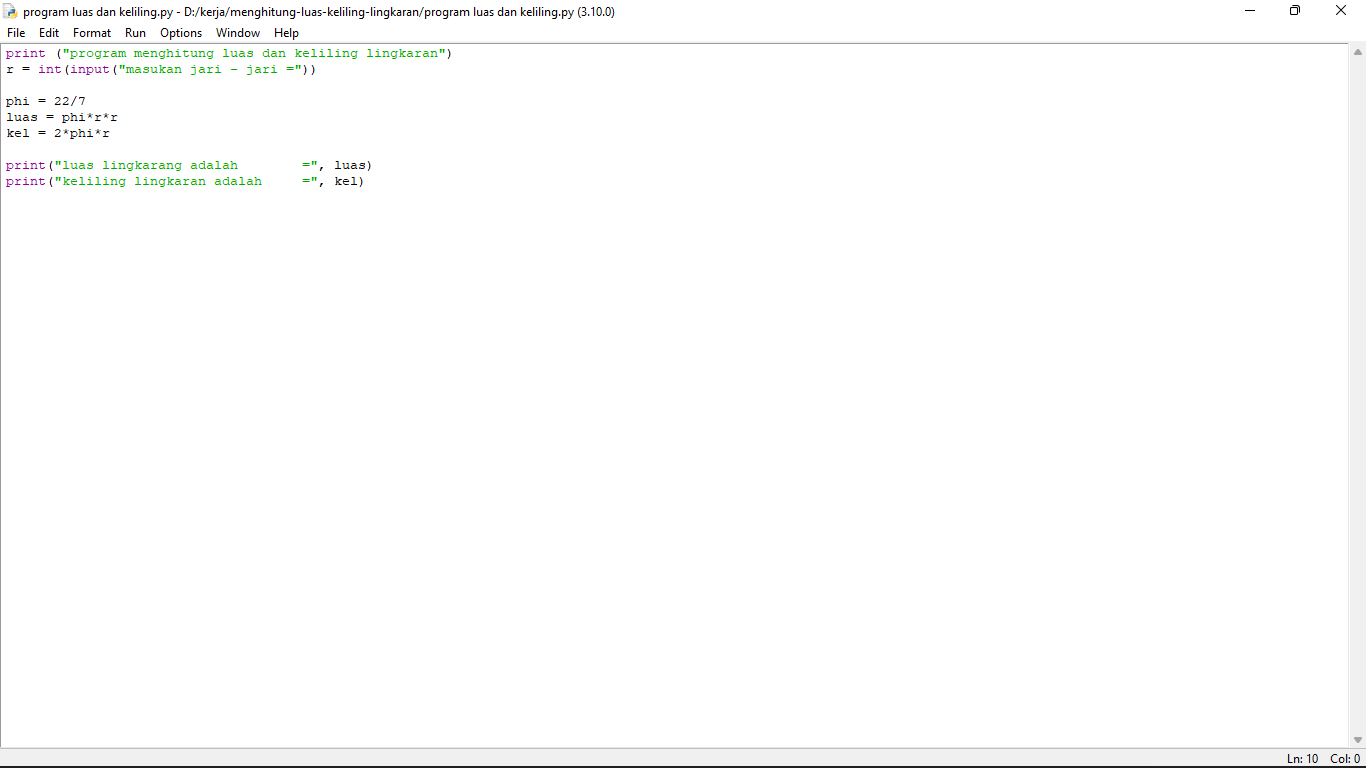 program luas dan keliling.py - D:/kerja/menghitung-luas-keliling-lingkaran/program luas dan keliling.py (3.10.0)
File Edit Format Run Options Window Help
print ("program menghitung luas dan keliling lingkaran")
r = int(input("masukan jari - jari ="))
phi = 22/7
luas = phi*r*r
kel = 2*phi*r
print("luas lingkarang adalah        =", luas)
print("keliling lingkaran adalah     =", kel)
Ln: 10 Col: 0